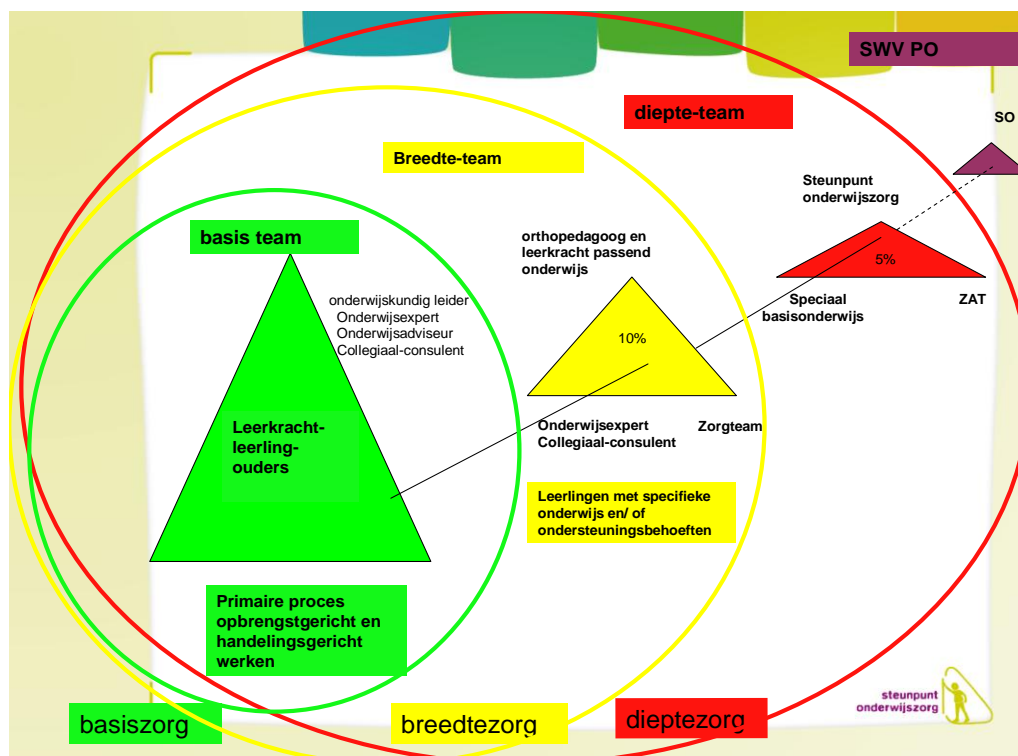 SWV PO
SO
diepte-team
Breedte-team
Steunpunt
onderwijszorg
basis team
orthopedagoog en
leerkracht passend
onderwijs
5%
onderwijskundig leider
Onderwijsexpert
Onderwijsadviseur
Collegiaal-consulent
Speciaal
basisonderwijs
ZAT
10%
Leerkracht-
leerling-
ouders
Onderwijsexpert
Collegiaal-consulent
Zorgteam
Leerlingen met specifieke
onderwijs en/ of
ondersteuningsbehoeften
Primaire proces
opbrengstgericht en
handelingsgericht
werken
steunpunt
onderwijszorg
basiszorg
breedtezorg
dieptezorg